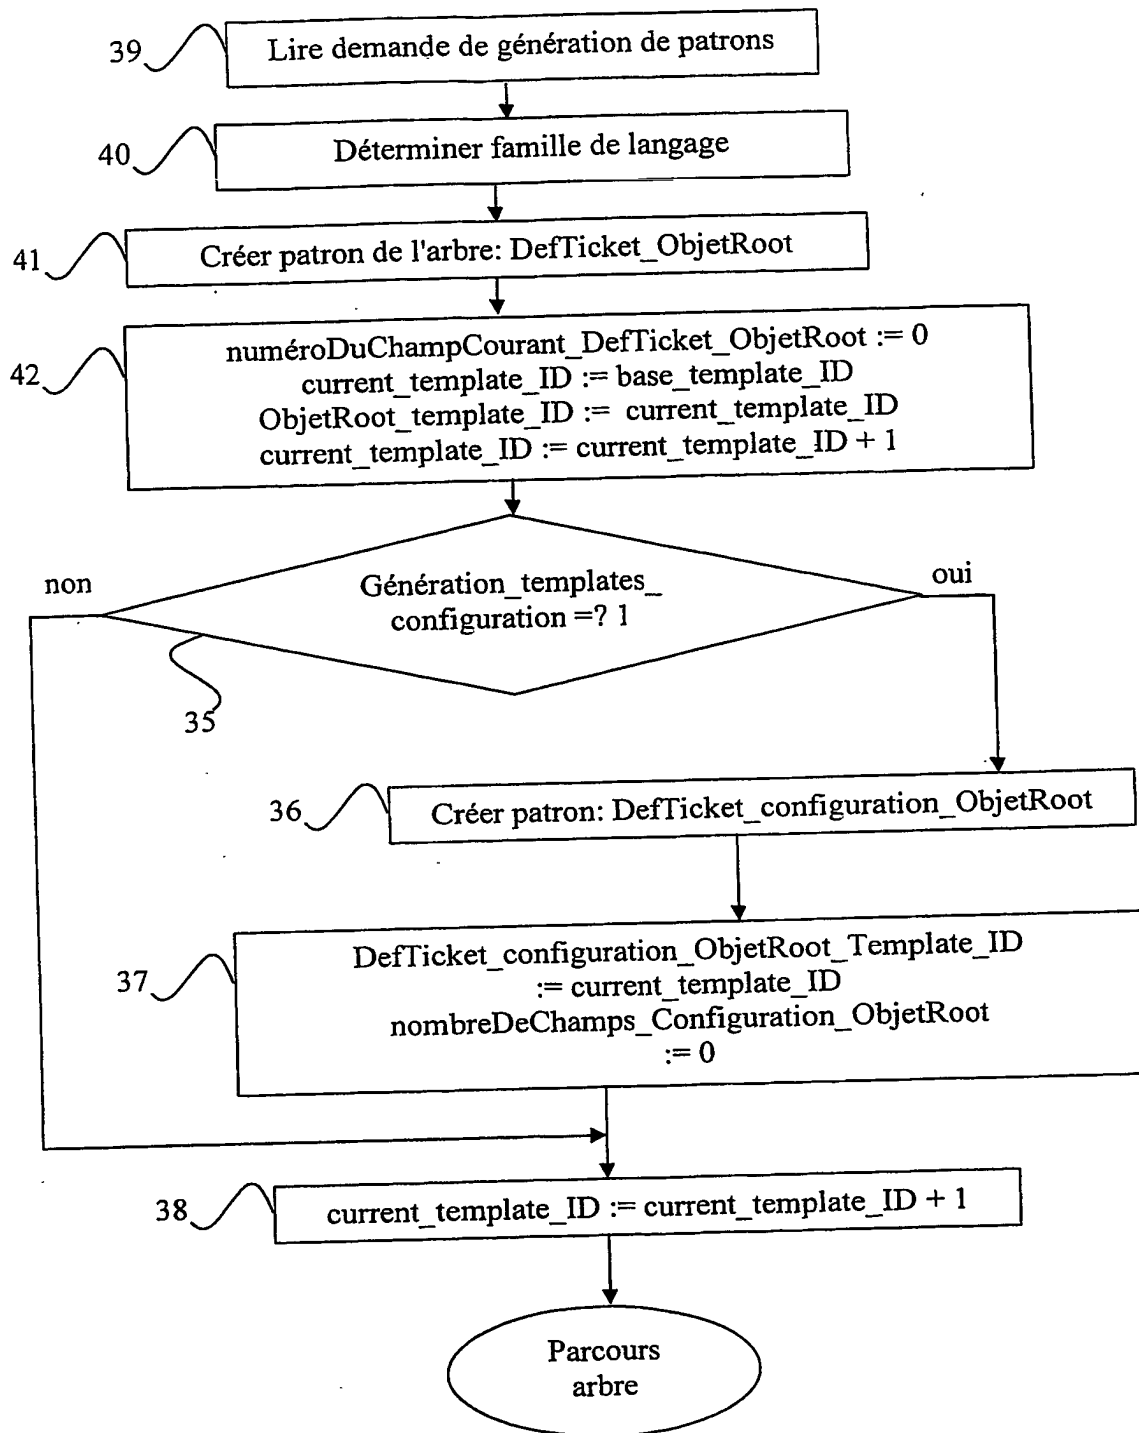 39
Lire demande de génération de patrons
40
Déterminer famille de langage
41
Créer patron de l'arbre: DefTicket_ObjetRoot
42
numéroDuChampCourant_DefTicket_ObjetRoot := 0
current_template_ID := base_template_ID
ObjetRoot_template_ID := current_template_ID
current_template_ID := current_template_ID + 1
non
Génération_templates_
configuration =? 1
oui
35
36
Créer patron: DefTicket_configuration_ObjetRoot
37
DefTicket_configuration_ObjetRoot_Template_ID
:= current_template_ID
nombreDeChamps_Configuration_ObjetRoot
:= 0
38
current_template_ID := current_template_ID + 1
Parcours
arbre